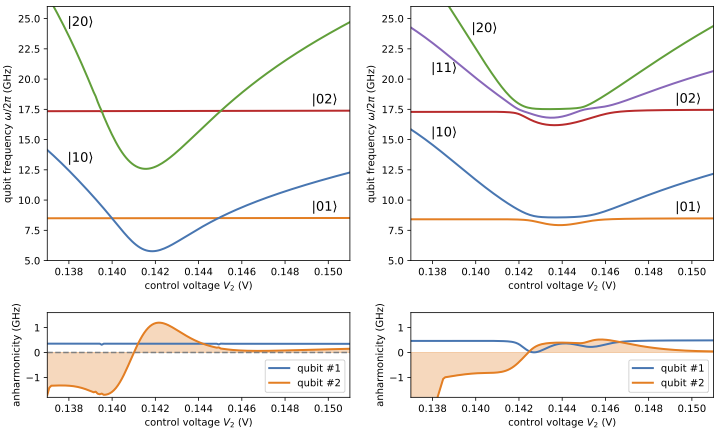 25.0
22.5
20.0
17.5
15.0
12.5
10.0
7.5
5.0
qubit frequency ω/2π (GHz)
|20⟩
|02⟩
|10⟩
|01⟩
0.138 0.140 0.142 0.144 0.146 0.148 0.150
control voltage V₂ (V)
25.0
22.5
20.0
17.5
15.0
12.5
10.0
7.5
5.0
qubit frequency ω/2π (GHz)
|20⟩
|11⟩
|02⟩
|10⟩
|01⟩
0.138 0.140 0.142 0.144 0.146 0.148 0.150
control voltage V₂ (V)
1
0
−1
anharmonicity (GHz)
qubit #1
qubit #2
0.138 0.140 0.142 0.144 0.146 0.148 0.150
control voltage V₂ (V)
1
0
−1
anharmonicity (GHz)
qubit #1
qubit #2
0.138 0.140 0.142 0.144 0.146 0.148 0.150
control voltage V₂ (V)